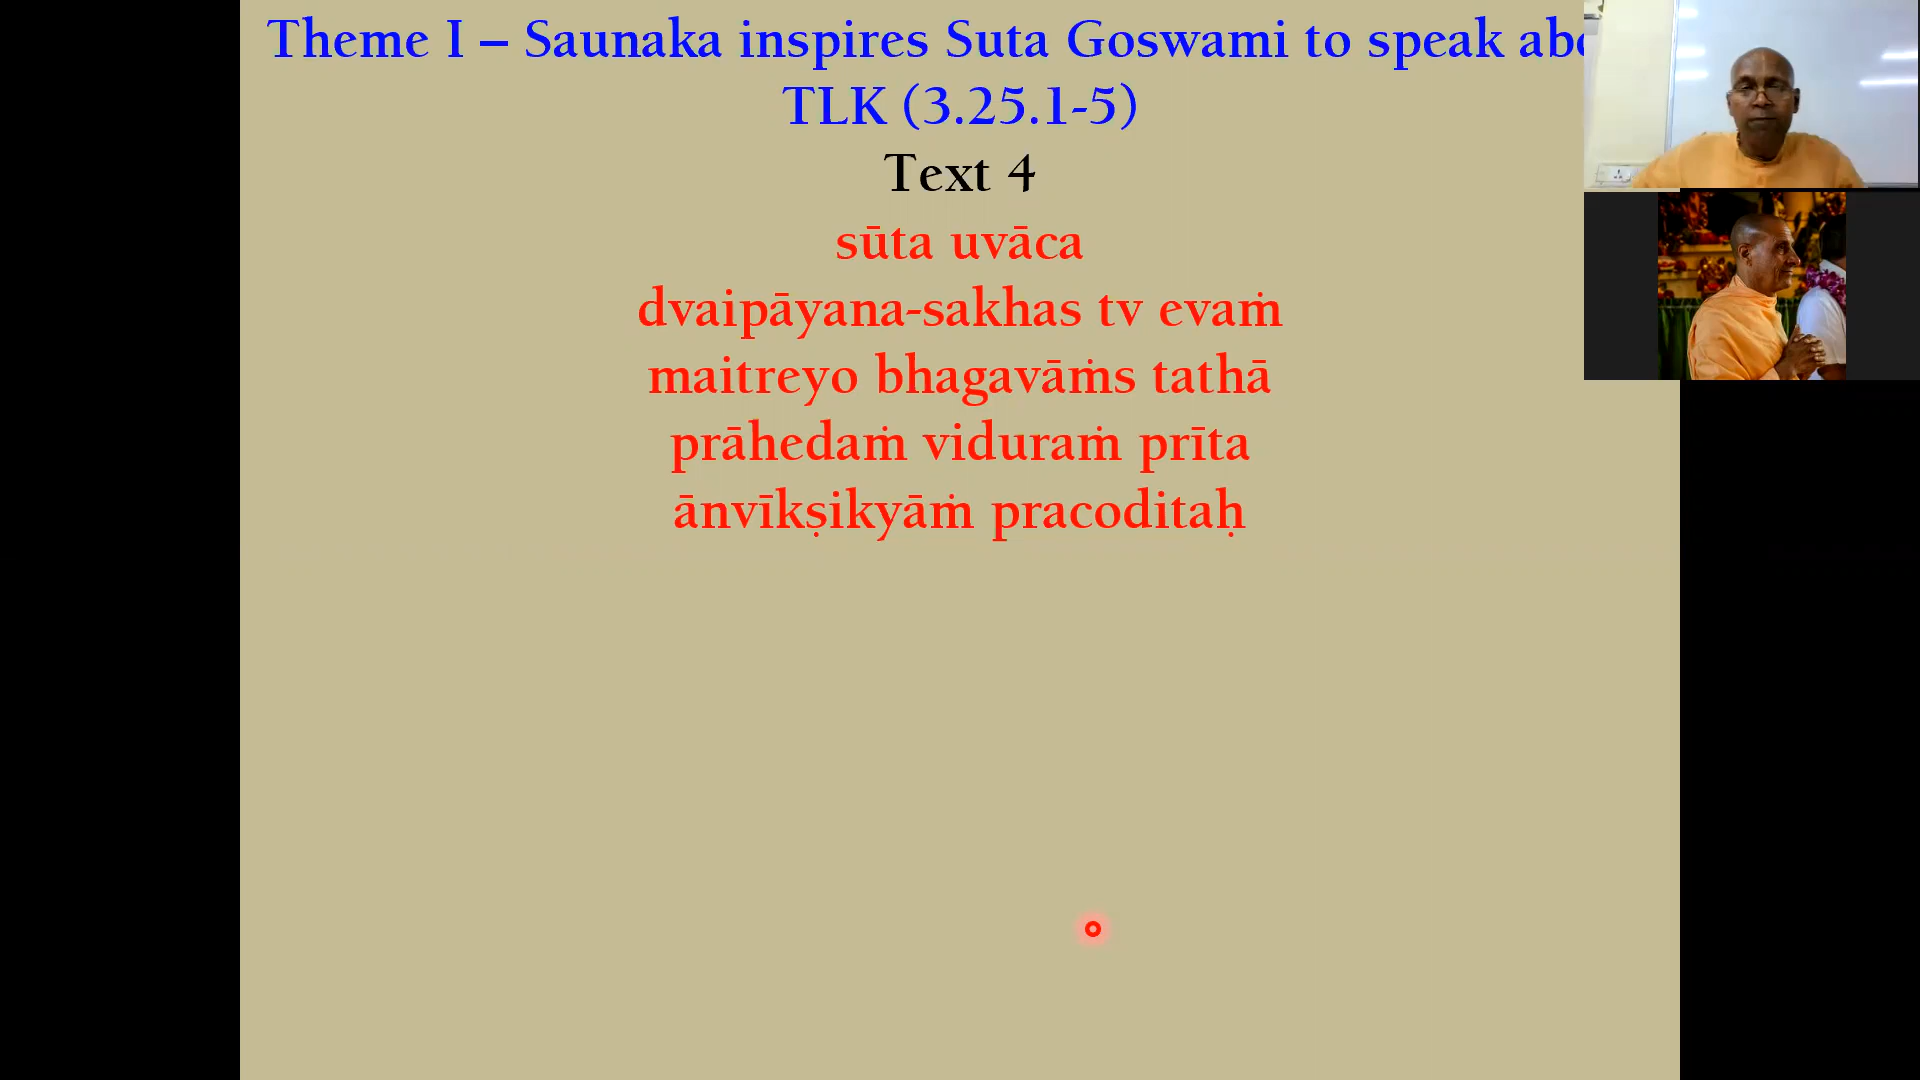 Theme I – Saunaka inspires Suta Goswami to speak
TLK (3.25.1-5)
Text 4
sūta uvāca
dvaipāyana-sakhas tv evaṁ
maitreyo bhagavāṁs tathā
prāhedaṁ viduraṁ prīta
ānvīkṣikyāṁ pracoditaḥ